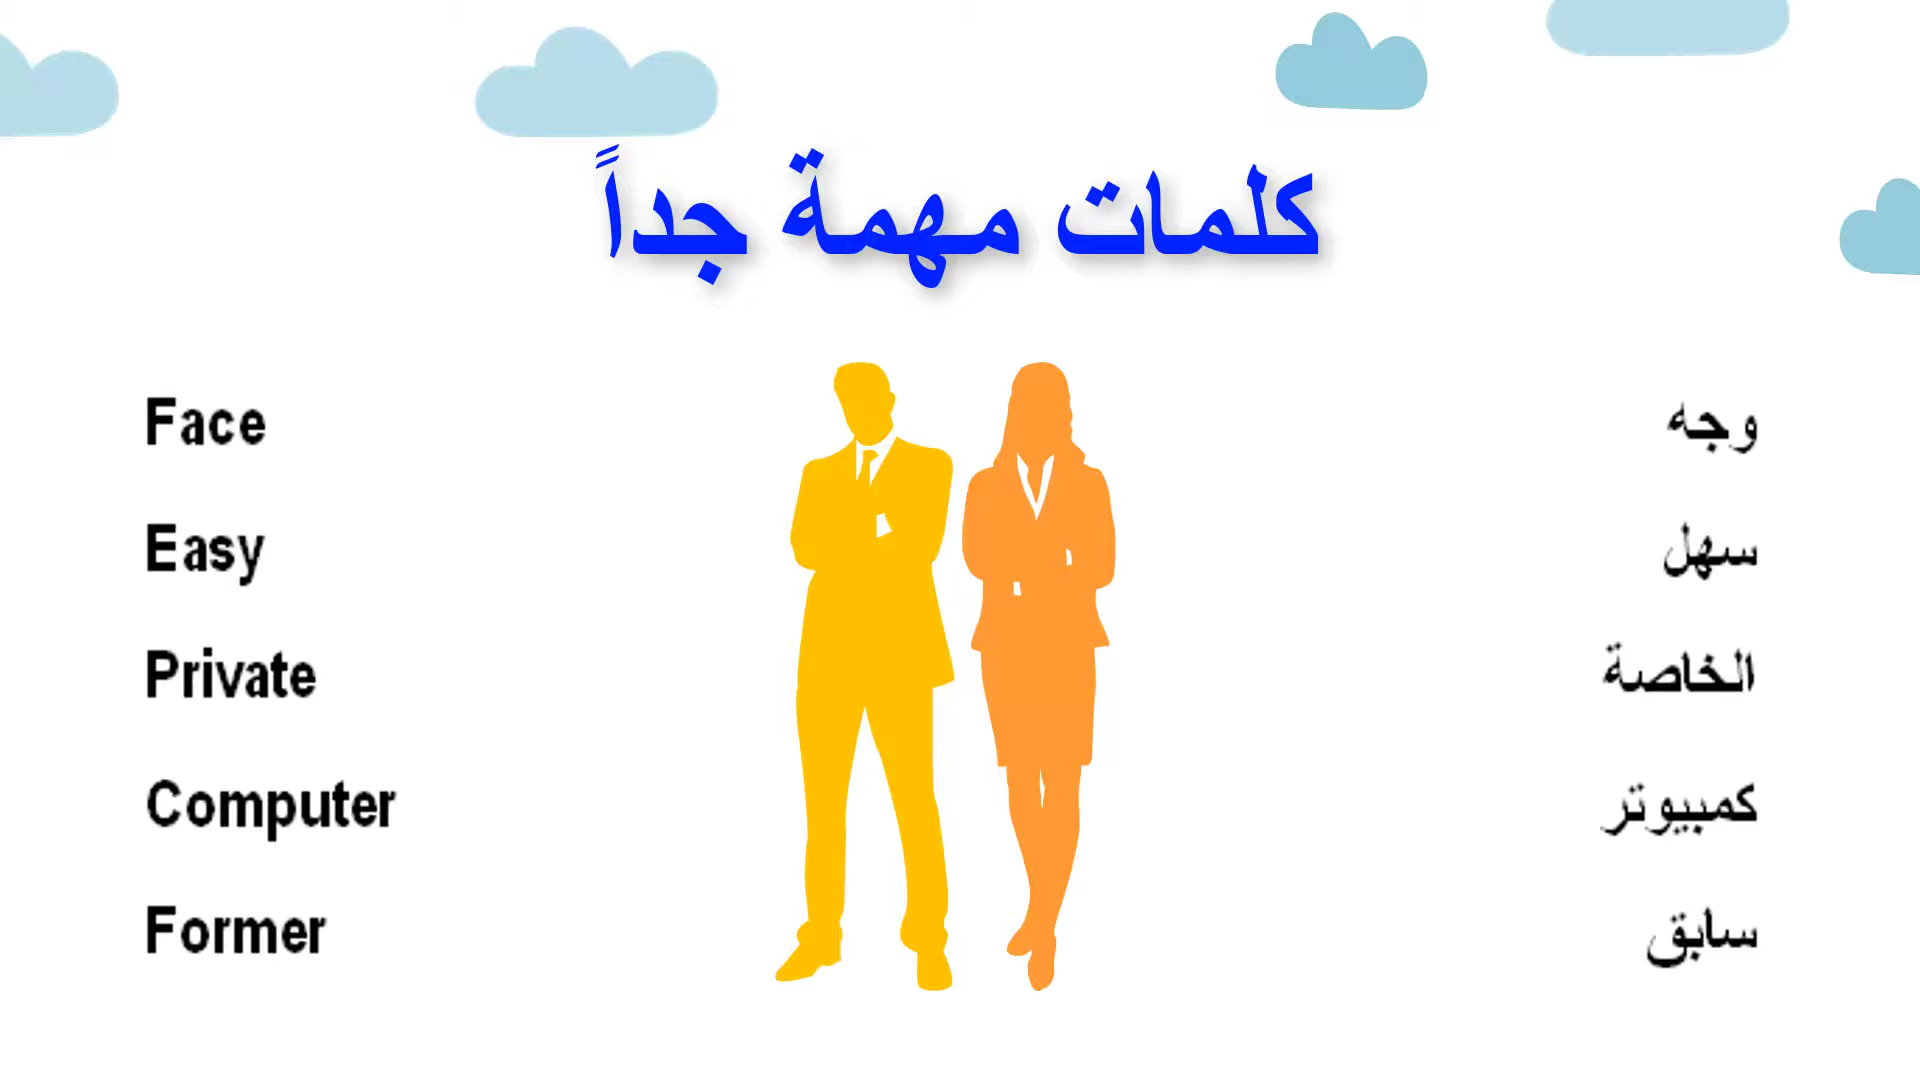 كلمات مهمة جداً
Face وجه
Easy سهل
Private الخاصة
Computer كمبيوتر
Former سابق